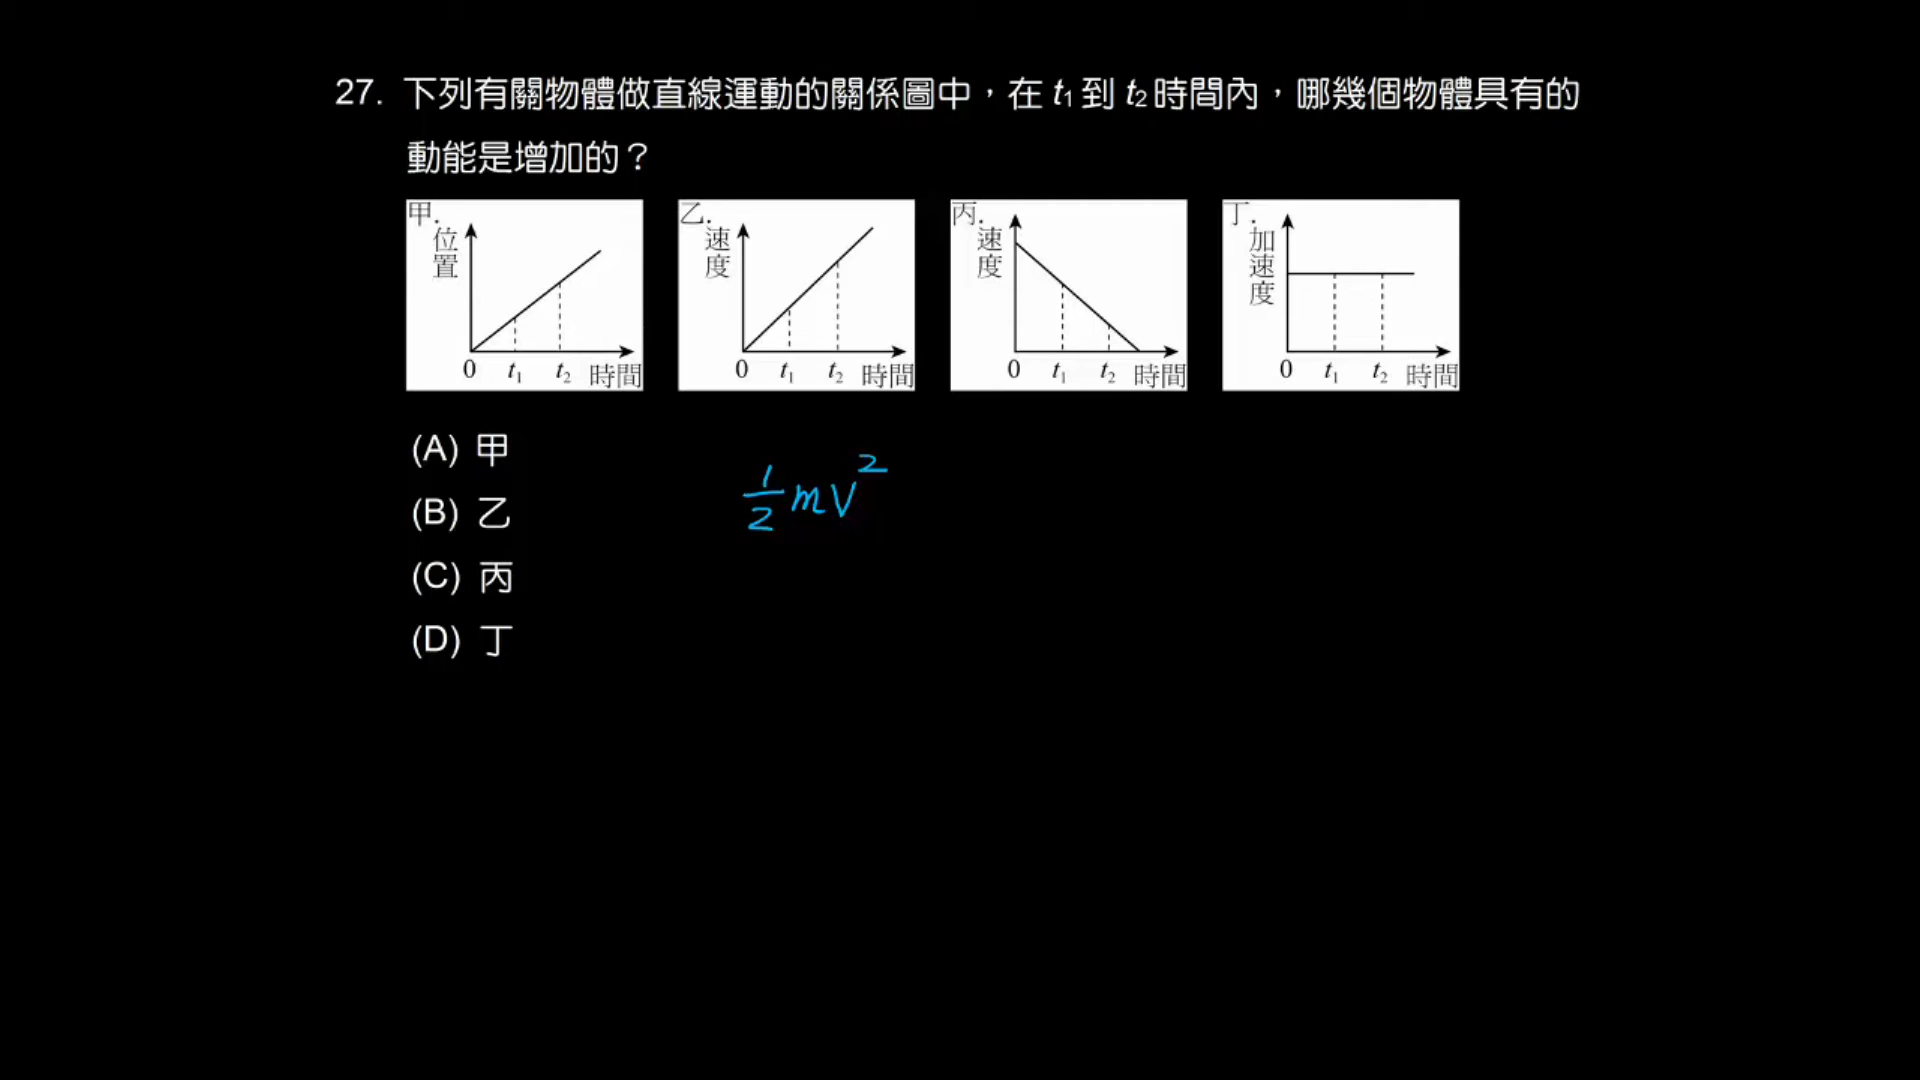 27. 下列有關物體做直線運動的關係圖中，在 t1 到 t2 時間內，哪幾個物體具有的
動能是增加的？
甲.
位置
0 t1 t2 時間
乙.
速度
0 t1 t2 時間
丙.
速度
0 t1 t2 時間
丁.
加速度
0 t1 t2 時間
(A) 甲
(B) 乙
(C) 丙
(D) 丁
1/2 mv²